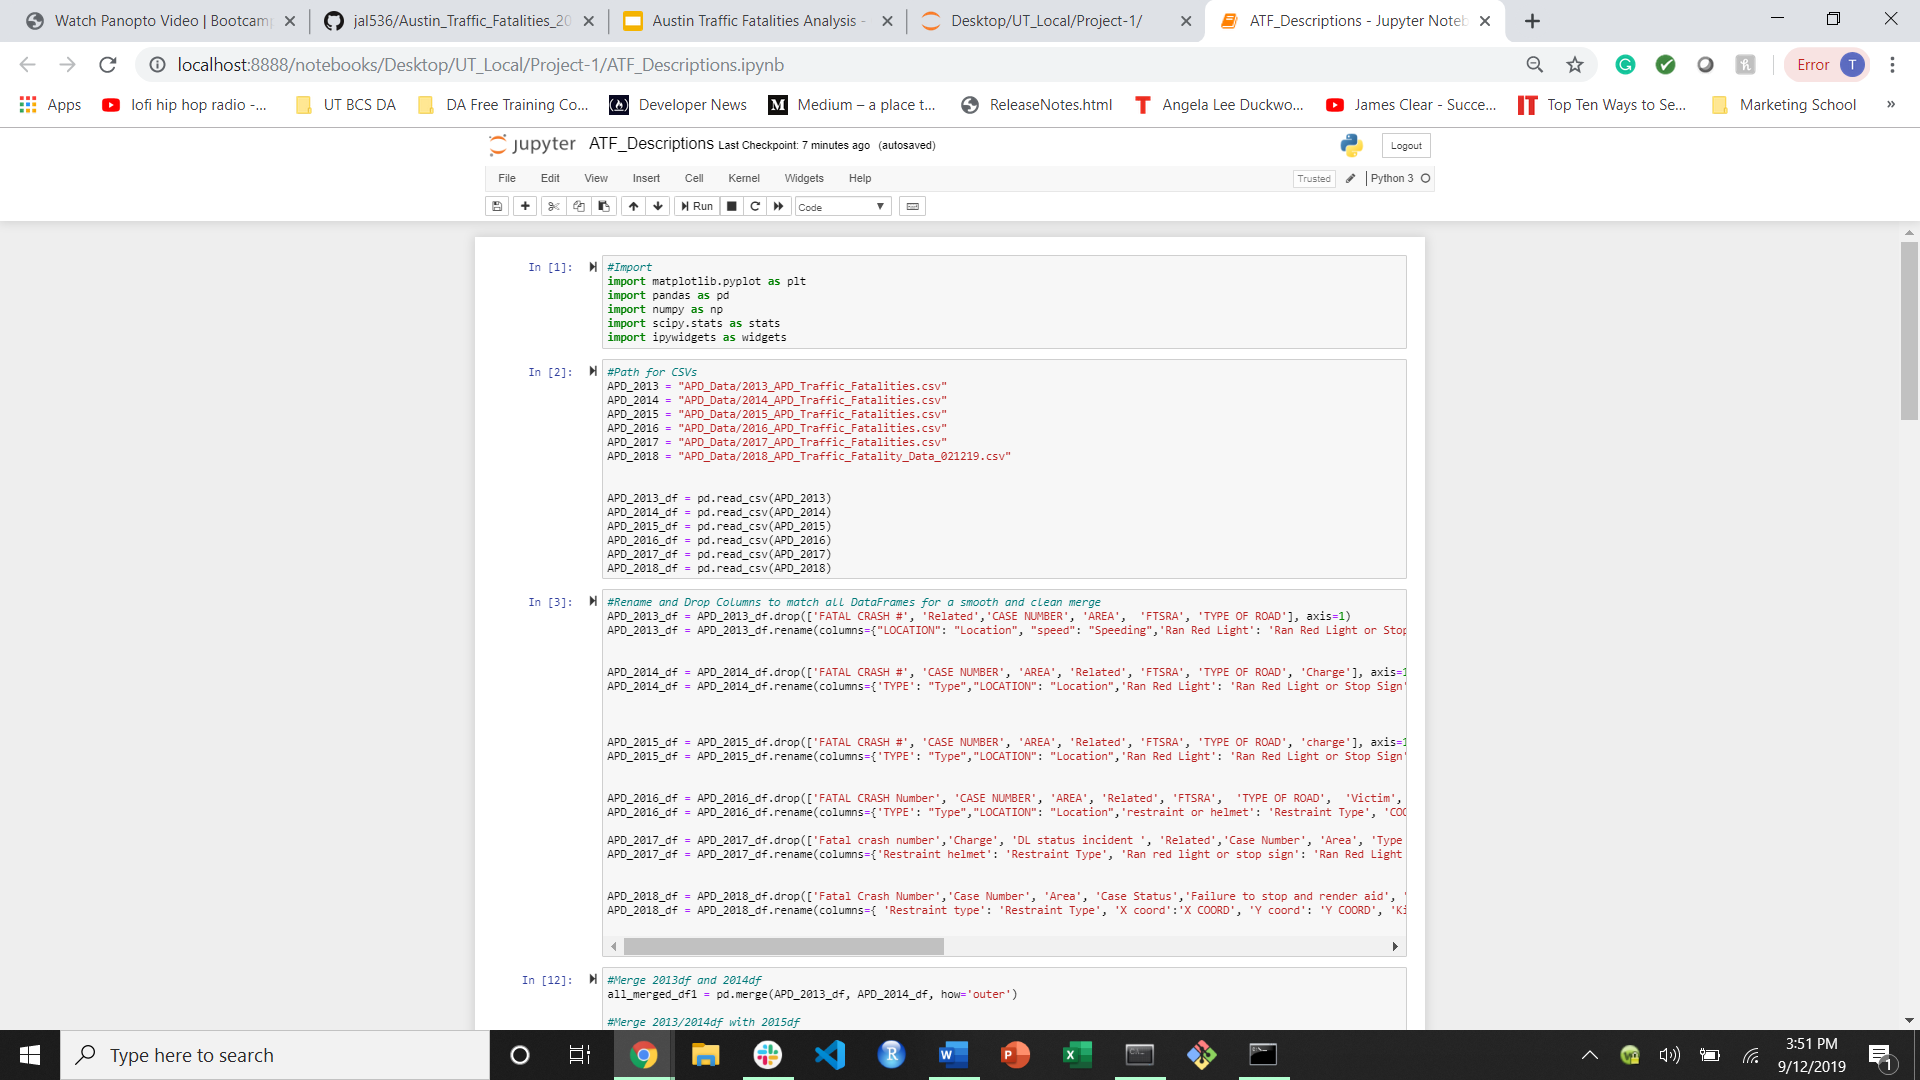 Watch Panopto Video | Bootcamp
jal536/Austin_Traffic_Fatalities_20
Austin Traffic Fatalities Analysis -
Desktop/UT_Local/Project-1/
ATF_Descriptions - Jupyter Noteb
localhost:8888/notebooks/Desktop/UT_Local/Project-1/ATF_Descriptions.ipynb
Error T
Apps lofi hip hop radio -... UT BCS DA DA Free Training Co... Developer News Medium – a place t... ReleaseNotes.html Angela Lee Duckwo... James Clear - Succe... Top Ten Ways to Se... Marketing School »
jupyter ATF_Descriptions Last Checkpoint: 7 minutes ago (autosaved) Logout
File Edit View Insert Cell Kernel Widgets Help Trusted Python 3
Run Code
In [1]:
#Import
import matplotlib.pyplot as plt
import pandas as pd
import numpy as np
import scipy.stats as stats
import ipywidgets as widgets
In [2]:
#Path for CSVs
APD_2013 = "APD_Data/2013_APD_Traffic_Fatalities.csv"
APD_2014 = "APD_Data/2014_APD_Traffic_Fatalities.csv"
APD_2015 = "APD_Data/2015_APD_Traffic_Fatalities.csv"
APD_2016 = "APD_Data/2016_APD_Traffic_Fatalities.csv"
APD_2017 = "APD_Data/2017_APD_Traffic_Fatalities.csv"
APD_2018 = "APD_Data/2018_APD_Traffic_Fatality_Data_021219.csv"
APD_2013_df = pd.read_csv(APD_2013)
APD_2014_df = pd.read_csv(APD_2014)
APD_2015_df = pd.read_csv(APD_2015)
APD_2016_df = pd.read_csv(APD_2016)
APD_2017_df = pd.read_csv(APD_2017)
APD_2018_df = pd.read_csv(APD_2018)
In [3]:
#Rename and Drop Columns to match all DataFrames for a smooth and clean merge
APD_2013_df = APD_2013_df.drop(['FATAL CRASH #', 'Related','CASE NUMBER', 'AREA',  'FTSRA', 'TYPE OF ROAD'], axis=1)
APD_2013_df = APD_2013_df.rename(columns={"LOCATION": "Location", "speed": "Speeding",'Ran Red Light': 'Ran Red Light or Stop
APD_2014_df = APD_2014_df.drop(['FATAL CRASH #', 'CASE NUMBER', 'AREA', 'Related', 'FTSRA', 'TYPE OF ROAD', 'Charge'], axis=1
APD_2014_df = APD_2014_df.rename(columns={'TYPE': "Type","LOCATION": "Location",'Ran Red Light': 'Ran Red Light or Stop Sign'
APD_2015_df = APD_2015_df.drop(['FATAL CRASH #', 'CASE NUMBER', 'AREA', 'Related', 'FTSRA', 'TYPE OF ROAD', 'charge'], axis=1
APD_2015_df = APD_2015_df.rename(columns={'TYPE': "Type","LOCATION": "Location",'Ran Red Light': 'Ran Red Light or Stop Sign'
APD_2016_df = APD_2016_df.drop(['FATAL CRASH Number', 'CASE NUMBER', 'AREA', 'Related', 'FTSRA',  'TYPE OF ROAD',  'Victim',
APD_2016_df = APD_2016_df.rename(columns={'TYPE': "Type","LOCATION": "Location",'restraint or helmet': 'Restraint Type', 'COO
APD_2017_df = APD_2017_df.drop(['Fatal crash number','Charge', 'DL status incident ', 'Related','Case Number', 'Area', 'Type
APD_2017_df = APD_2017_df.rename(columns={'Restraint helmet': 'Restraint Type', 'Ran red light or stop sign': 'Ran Red Light
APD_2018_df = APD_2018_df.drop(['Fatal Crash Number','Case Number', 'Area', 'Case Status','Failure to stop and render aid', '
APD_2018_df = APD_2018_df.rename(columns={ 'Restraint type': 'Restraint Type', 'X coord':'X COORD', 'Y coord': 'Y COORD', 'Ki
In [12]:
#Merge 2013df and 2014df
all_merged_df1 = pd.merge(APD_2013_df, APD_2014_df, how='outer')
#Merge 2013/2014df with 2015df
Type here to search
3:51 PM
9/12/2019
1